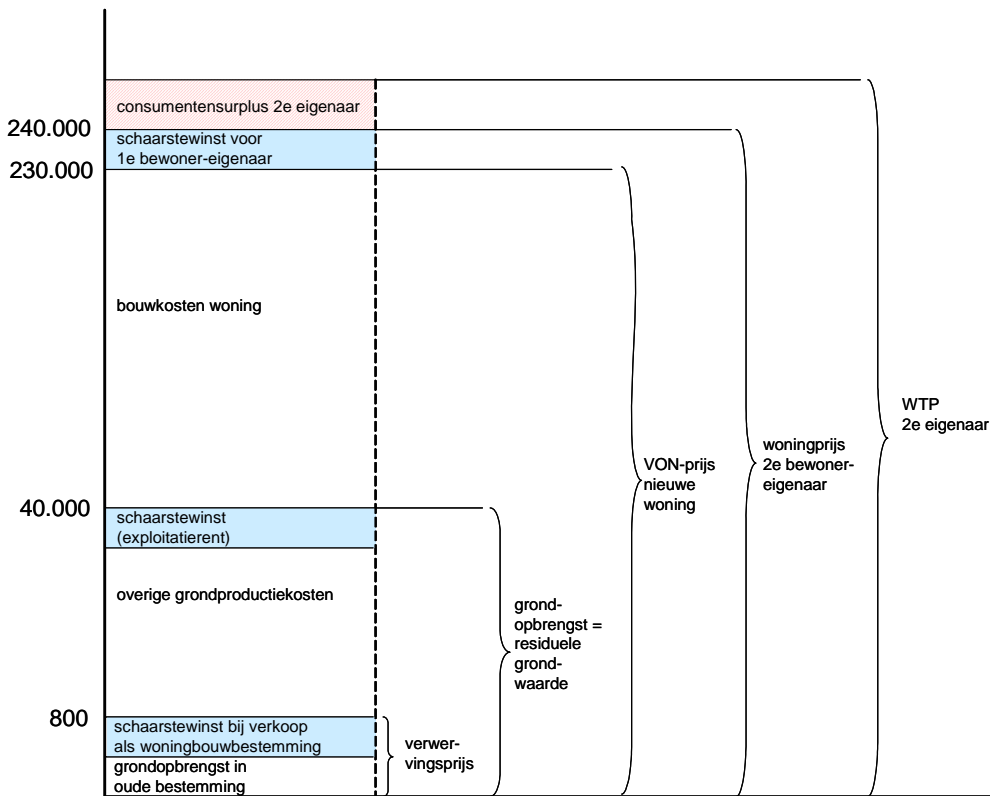 consumentensurplus 2e eigenaar
240.000
schaarstewinst voor
1e bewoner-eigenaar
230.000
bouwkosten woning
WTP
2e eigenaar
woningprijs
2e bewoner-
eigenaar
VON-prijs
nieuwe
woning
40.000
schaarstewinst
(exploitatierent)
overige grondproductiekosten
grond-
opbrengst =
residuele
grond-
waarde
800
schaarstewinst bij verkoop
als woningbouwbestemming
verwer-
vingsprijs
grondopbrengst in
oude bestemming